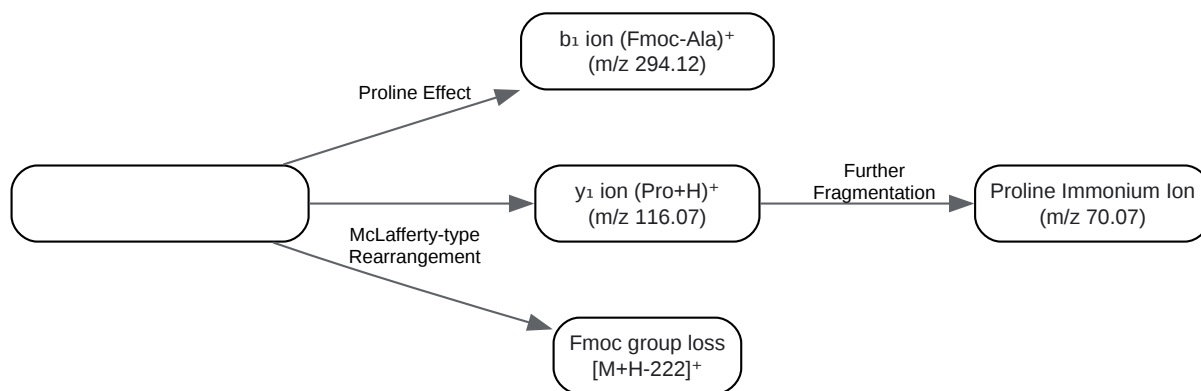 b₁ ion (Fmoc-Ala)⁺
(m/z 294.12)
Proline Effect
y₁ ion (Pro+H)⁺
(m/z 116.07)
Further
Fragmentation
Proline Immonium Ion
(m/z 70.07)
McLafferty-type
Rearrangement
Fmoc group loss
[M+H-222]⁺